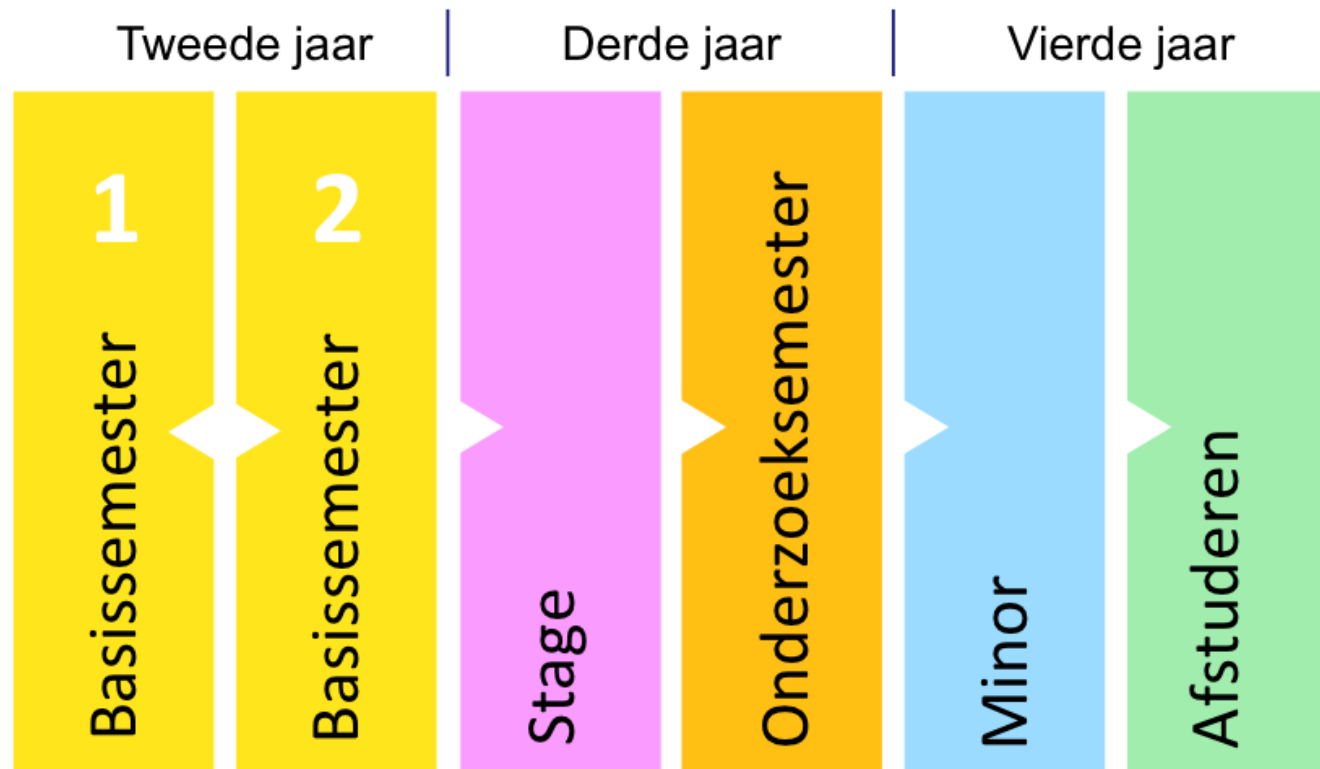 Tweede jaar
Derde jaar
Vierde jaar
1
Basissemester
2
Basissemester
Stage
Onderzoeksemester
Minor
Afstuderen